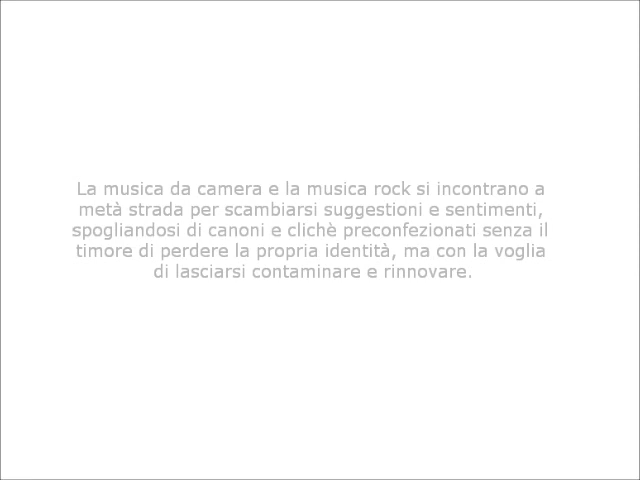 La musica da camera e la musica rock si incontrano a
metà strada per scambiarsi suggestioni e sentimenti,
spogliandosi di canoni e clichè preconfezionati senza il
timore di perdere la propria identità, ma con la voglia
di lasciarsi contaminare e rinnovare.